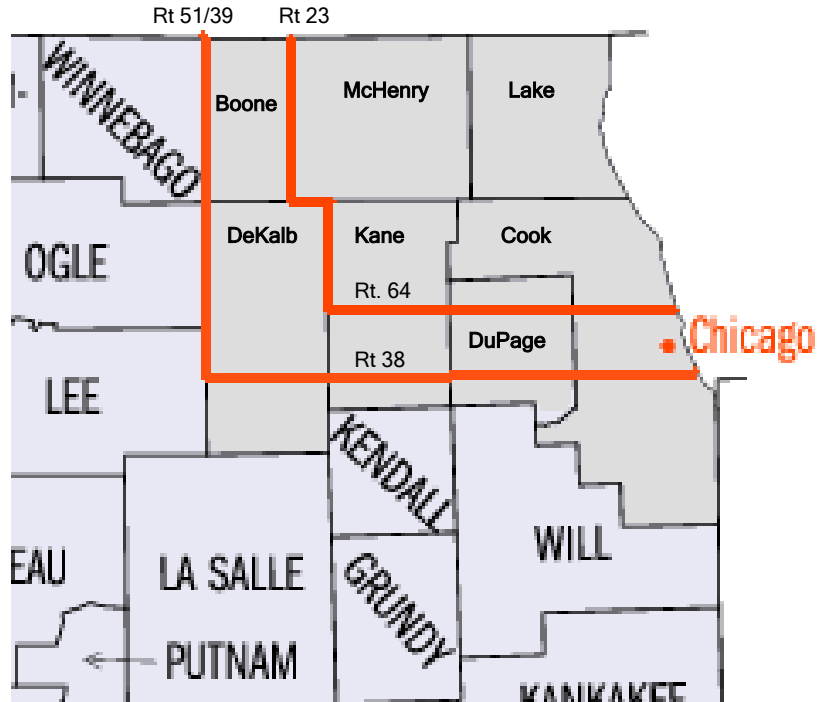 Rt 51/39 Rt 23
WINNEBAGO
Boone
McHenry
Lake
OGLE
DeKalb
Kane
Cook
Rt. 64
Chicago
DuPage
Rt 38
LEE
KENDALL
WILL
EAU
LA SALLE
GRUNDY
PUTNAM
KANKAKEE